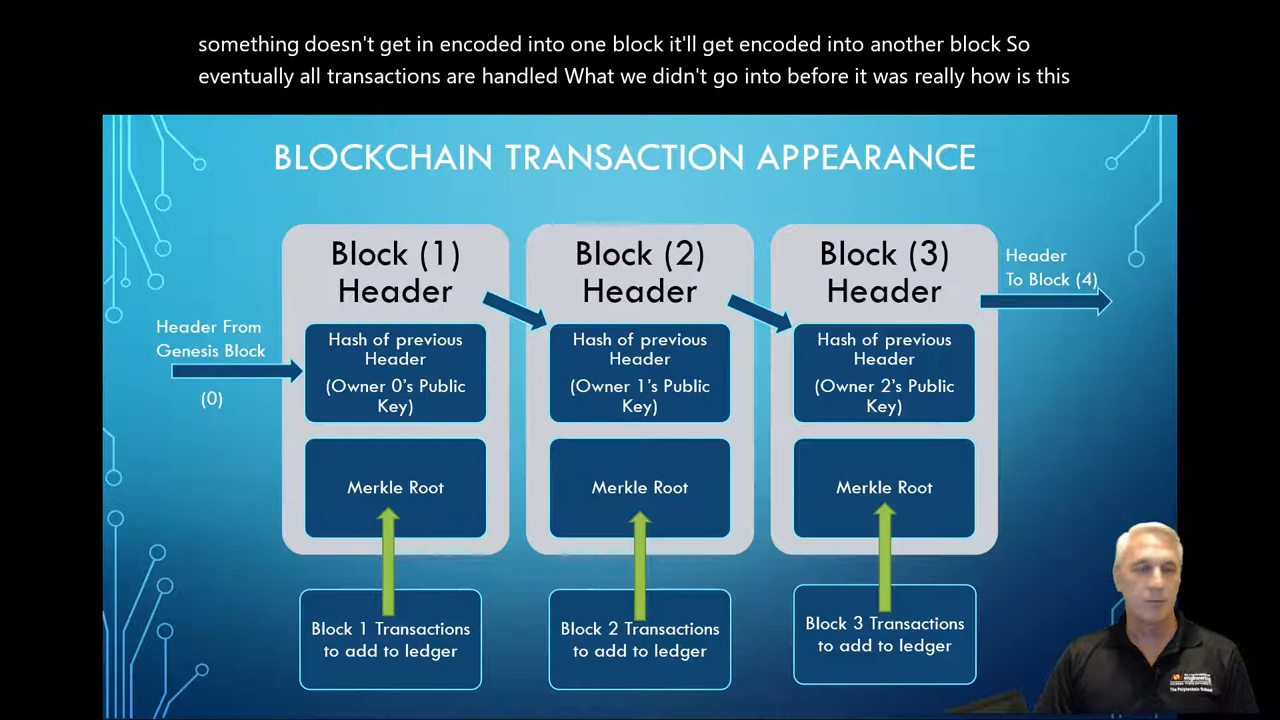 something doesn't get in encoded into one block it'll get encoded into another block So
eventually all transactions are handled What we didn't go into before it was really how is this
BLOCKCHAIN TRANSACTION APPEARANCE
Block (1)
Header
Hash of previous
Header
(Owner 0's Public
Key)
Merkle Root
Block 1 Transactions
to add to ledger
Block (2)
Header
Hash of previous
Header
(Owner 1's Public
Key)
Merkle Root
Block 2 Transactions
to add to ledger
Block (3)
Header
Hash of previous
Header
(Owner 2's Public
Key)
Merkle Root
Block 3 Transactions
to add to ledger
Header From
Genesis Block
(0)
Header
To Block (4)
engineering
The Polytechnic School